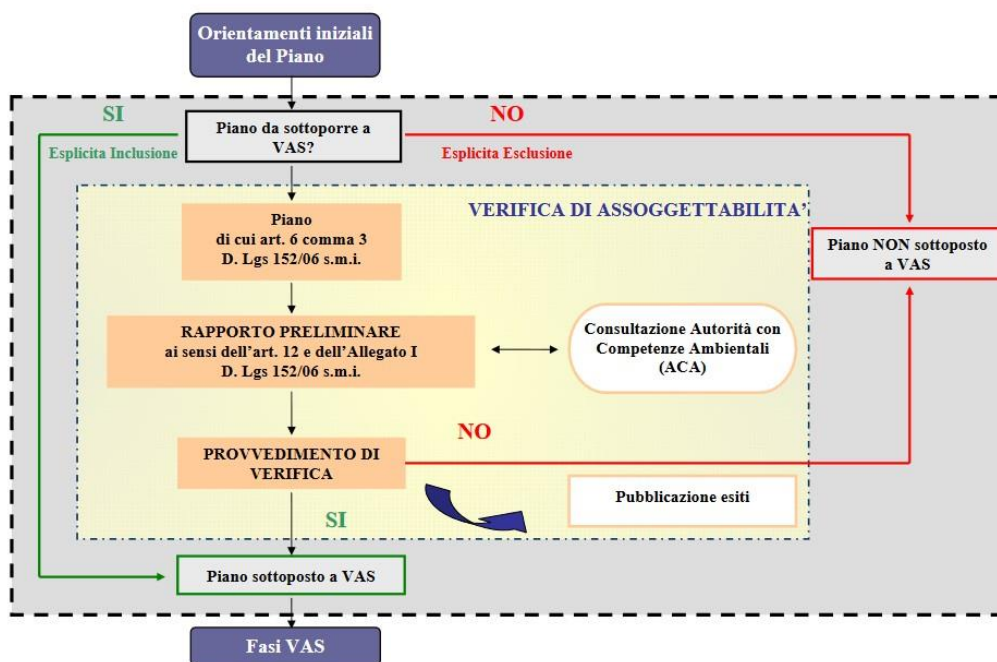 Orientamenti iniziali
del Piano
SI
NO
Piano da sottoporre a
VAS?
Esplicita Inclusione
Esplicita Esclusione
VERIFICA DI ASSOGGETTABILITA’
Piano
di cui art. 6 comma 3
D. Lgs 152/06 s.m.i.
Piano NON sottoposto
a VAS
RAPPORTO PRELIMINARE
ai sensi dell’art. 12 e dell’Allegato I
D. Lgs 152/06 s.m.i.
Consultazione Autorità con
Competenze Ambientali
(ACA)
NO
PROVVEDIMENTO DI
VERIFICA
Pubblicazione esiti
SI
Piano sottoposto a VAS
Fasi VAS